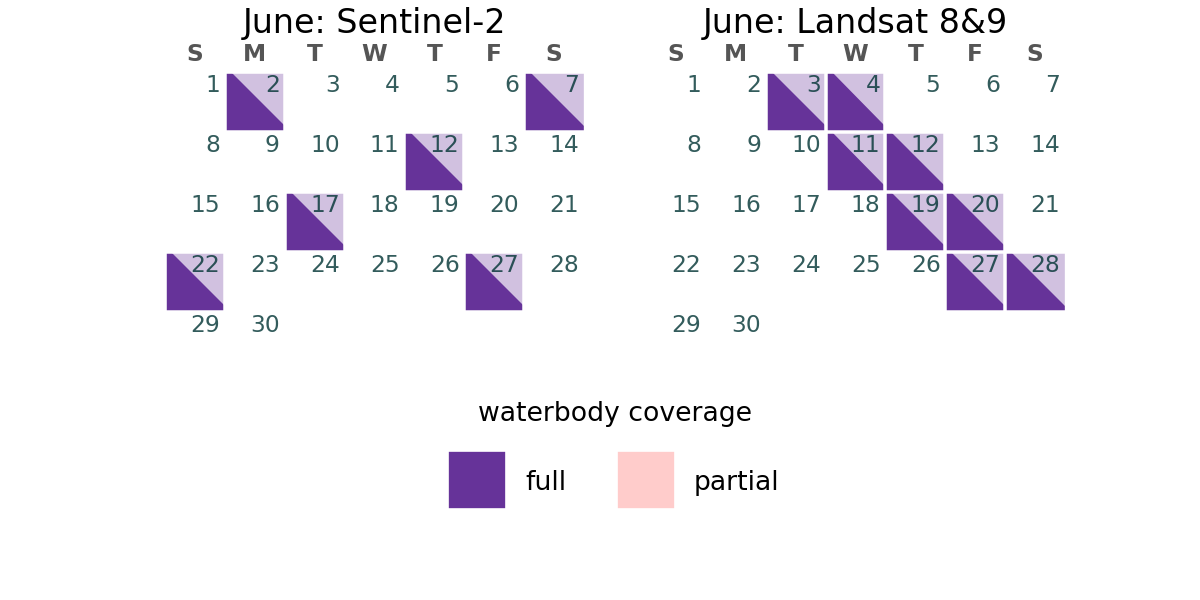 June: Sentinel-2
S M T W T F S
1 2 3 4 5 6 7
8 9 10 11 12 13 14
15 16 17 18 19 20 21
22 23 24 25 26 27 28
29 30
June: Landsat 8&9
S M T W T F S
1 2 3 4 5 6 7
8 9 10 11 12 13 14
15 16 17 18 19 20 21
22 23 24 25 26 27 28
29 30
waterbody coverage
full partial